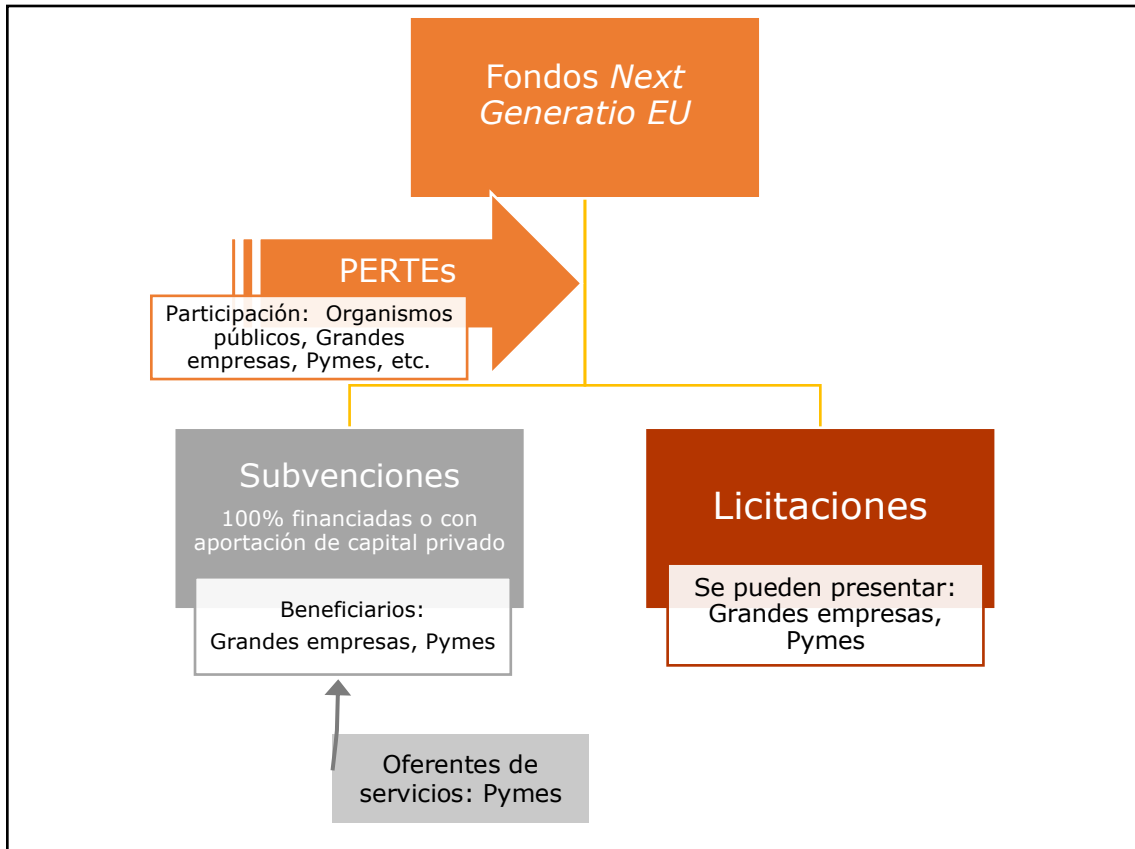 Fondos Next
Generatio EU
PERTEs
Participación: Organismos
públicos, Grandes
empresas, Pymes, etc.
Subvenciones
100% financiadas o con
aportación de capital privado
Beneficiarios:
Grandes empresas, Pymes
Licitaciones
Se pueden presentar:
Grandes empresas,
Pymes
Oferentes de
servicios: Pymes